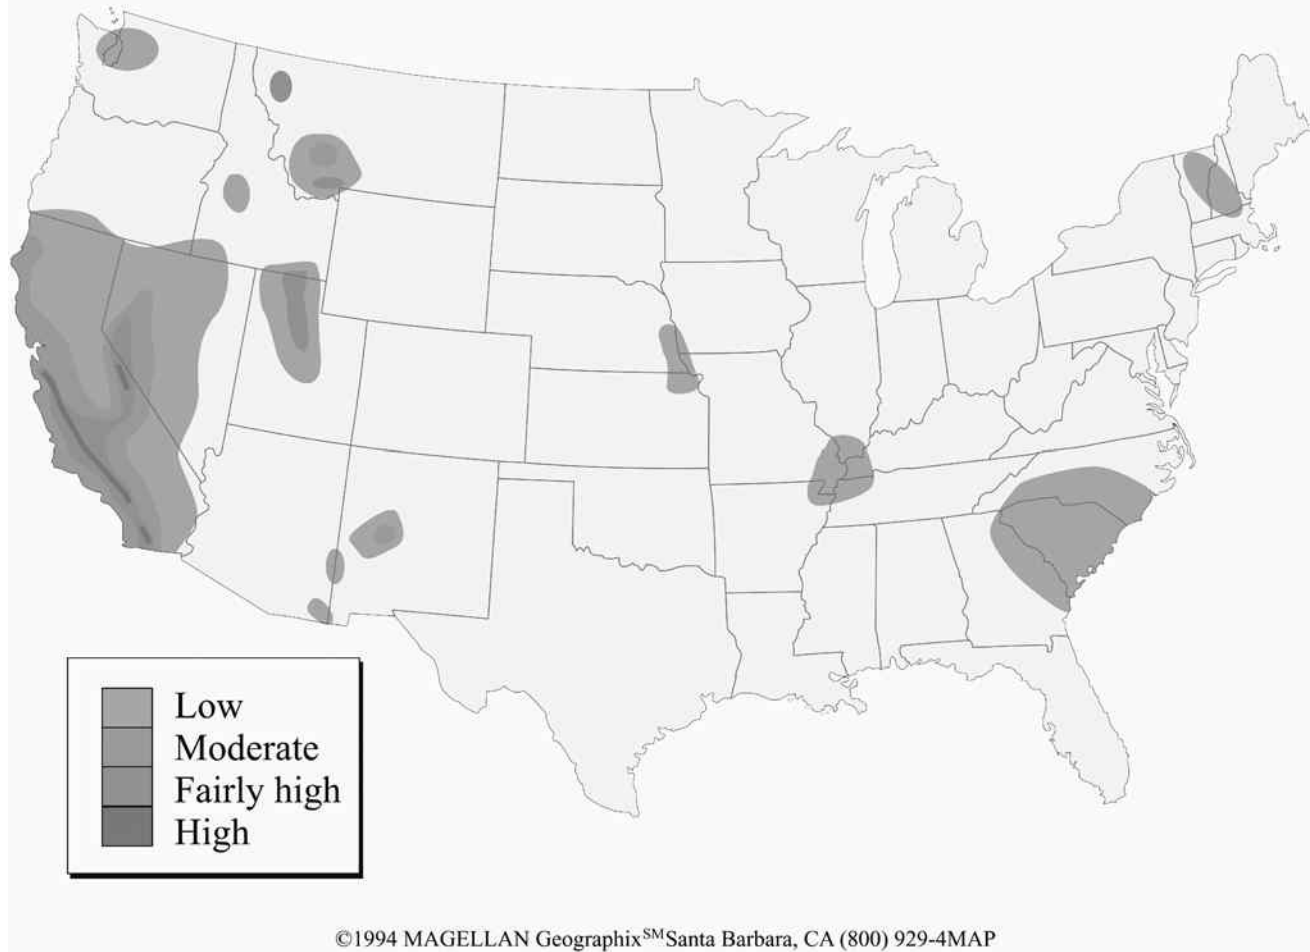 Low
Moderate
Fairly high
High
©1994 MAGELLAN Geographix℠Santa Barbara, CA (800) 929-4MAP